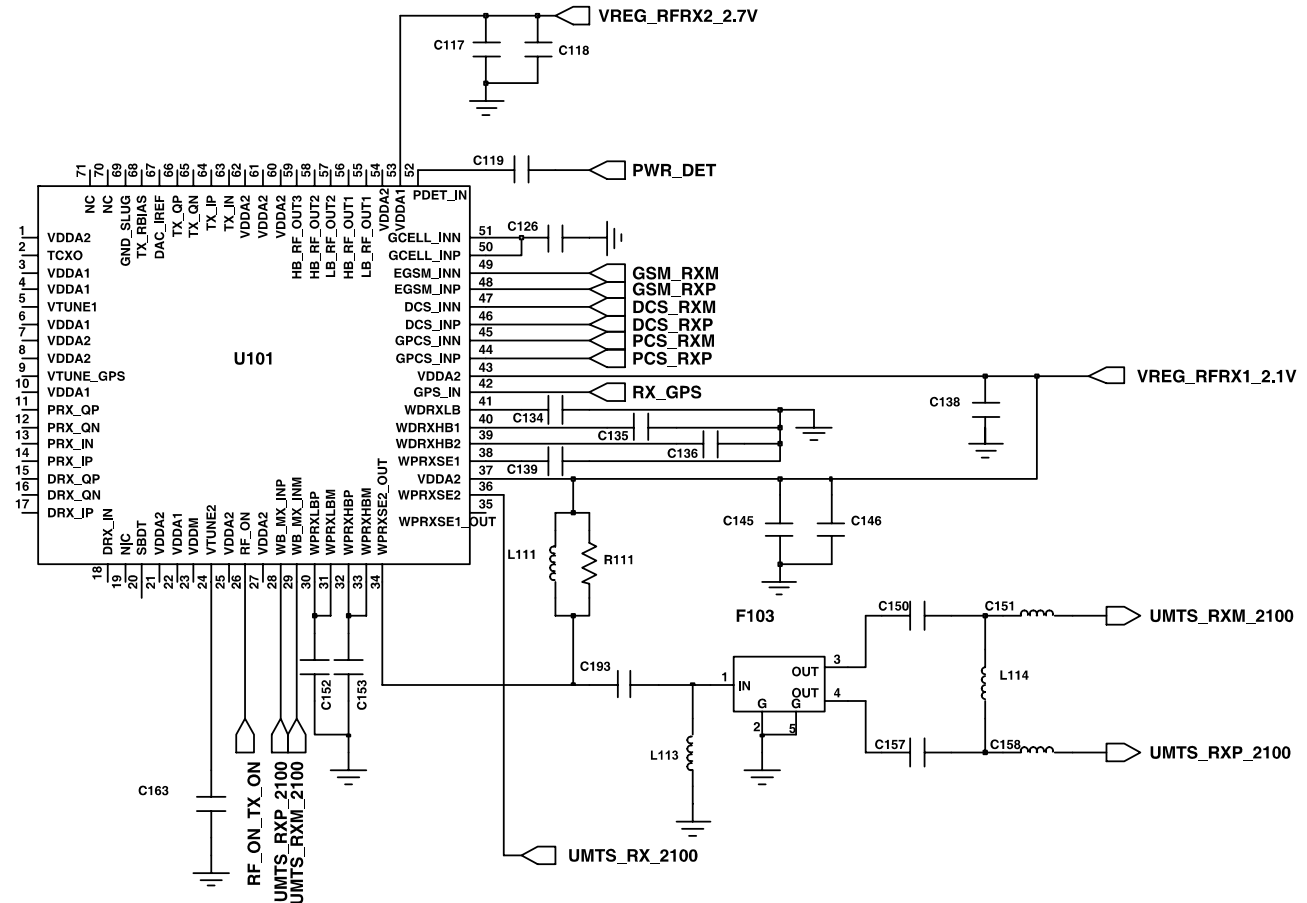 VREG_RFRX2_2.7V
C117
C118
C119
PWR_DET
71
70
69
68
67
66
65
64
63
62
61
60
59
58
57
56
55
54
53
52
NC
NC
GND_SLUG
TX_RBIAS
DAC_IREF
TX_QP
TX_QN
TX_IP
TX_IN
VDDA2
VDDA2
VDDA2
HB_RF_OUT3
HB_RF_OUT2
LB_RF_OUT2
HB_RF_OUT1
LB_RF_OUT1
VDDA2
VDDA1
PDET_IN
1 VDDA2
2 TCXO
3 VDDA1
4 VDDA1
5 VTUNE1
6 VDDA1
7 VDDA2
8 VDDA2
9 VTUNE_GPS
10 VDDA1
11 PRX_QP
12 PRX_QN
13 PRX_IN
14 PRX_IP
15 DRX_QP
16 DRX_QN
17 DRX_IP
U101
GCELL_INN 51
GCELL_INP 50
EGSM_INN 49
EGSM_INP 48
DCS_INN 47
DCS_INP 46
GPCS_INN 45
GPCS_INP 44
VDDA2 43
GPS_IN 42
WDRXLB 41
WDRXHB1 40
WDRXHB2 39
WPRXSE1 38
VDDA2 37
WPRXSE2 36
WPRXSE1_OUT 35
C126
GSM_RXM
GSM_RXP
DCS_RXM
DCS_RXP
PCS_RXM
PCS_RXP
VREG_RFRX1_2.1V
RX_GPS
C138
C134
C135
C136
C139
DRX_IN
N|C
SBDT
VDDA2
VDDA1
VDDM
VTUNE2
VDDA2
RF_ON
VDDA2
WB_MX_INP
WB_MX_INM
WPRXLBP
WPRXLBM
WPRXHBP
WPRXHBM
WPRXSE2_OUT
18
19
20
21
22
23
24
25
26
27
28
29
30
31
32
33
34
L111
R111
C145
C146
F103
C150
C151
UMTS_RXM_2100
C193
1
IN
OUT
OUT
3
4
G
G
2
5
L114
C152
C153
C157
C158
UMTS_RXP_2100
L113
C163
RF_ON_TX_ON
UMTS_RXP_2100
UMTS_RXM_2100
UMTS_RX_2100